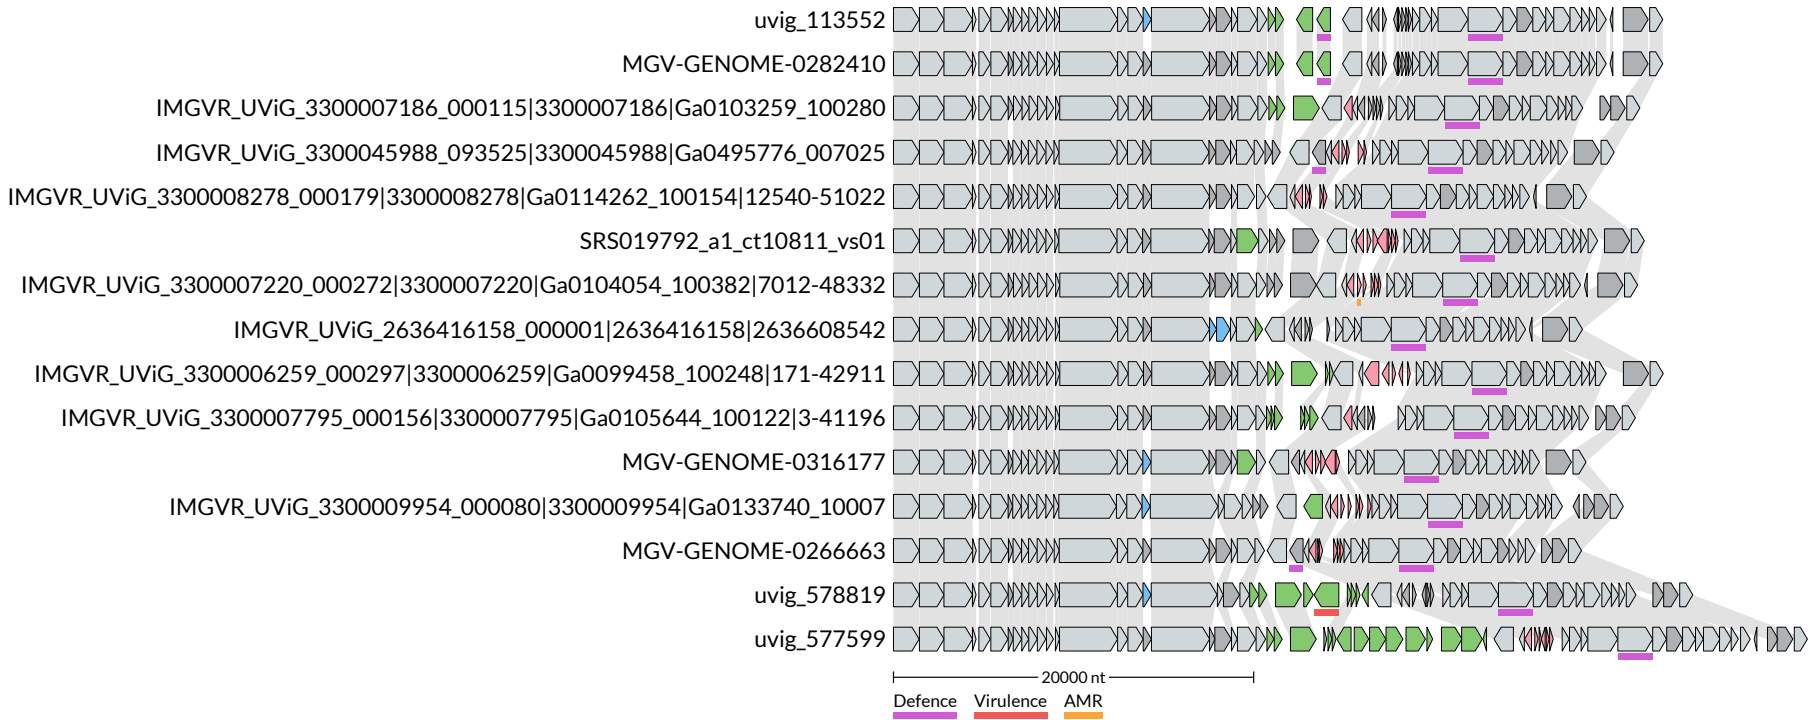 uvig_113552
MGV-GENOME-0282410
IMGVR_UViG_3300007186_000115|3300007186|Ga0103259_100280
IMGVR_UViG_3300045988_093525|3300045988|Ga0495776_007025
IMGVR_UViG_3300008278_000179|3300008278|Ga0114262_100154|12540-51022
SRS019792_a1_ct10811_vs01
IMGVR_UViG_3300007220_000272|3300007220|Ga0104054_100382|7012-48332
IMGVR_UViG_2636416158_000001|2636416158|2636608542
IMGVR_UViG_3300006259_000297|3300006259|Ga0099458_100248|171-42911
IMGVR_UViG_3300007795_000156|3300007795|Ga0105644_100122|3-41196
MGV-GENOME-0316177
IMGVR_UViG_3300009954_000080|3300009954|Ga0133740_10007
MGV-GENOME-0266663
uvig_578819
uvig_577599
20000 nt
Defence Virulence AMR